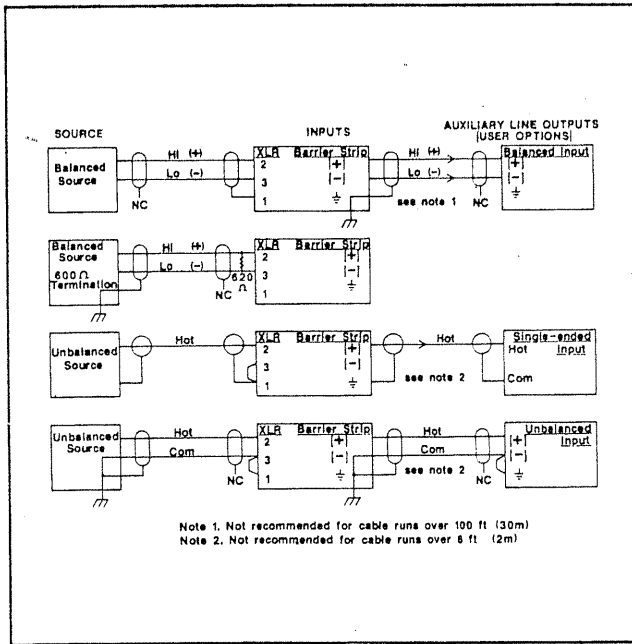 SOURCE INPUTS AUXILIARY LINE OUTPUTS
(USER OPTIONS)
Balanced Source
Hi (+)
Lo (-)
NC
XLR Barrier Strip
2 (+)
3 (-)
1
Hi (+)
Lo (-)
see note 1
NC
Balanced Input
(+)
(-)
Balanced Source
600 Ω Termination
Hi (+)
Lo (-)
NC
620 Ω
XLR Barrier Strip
2 (+)
3 (-)
1
Unbalanced Source
Hot
XLR Barrier Strip
2 (+)
3 (-)
1
Hot
see note 2
Single-ended Input
Hot
Com
Unbalanced Source
Hot
Com
NC
XLR Barrier Strip
2 (+)
3 (-)
1
Hot
Com
see note 2
NC
Unbalanced Input
(+)
(-)
Note 1. Not recommended for cable runs over 100 ft (30m)
Note 2. Not recommended for cable runs over 6 ft (2m)